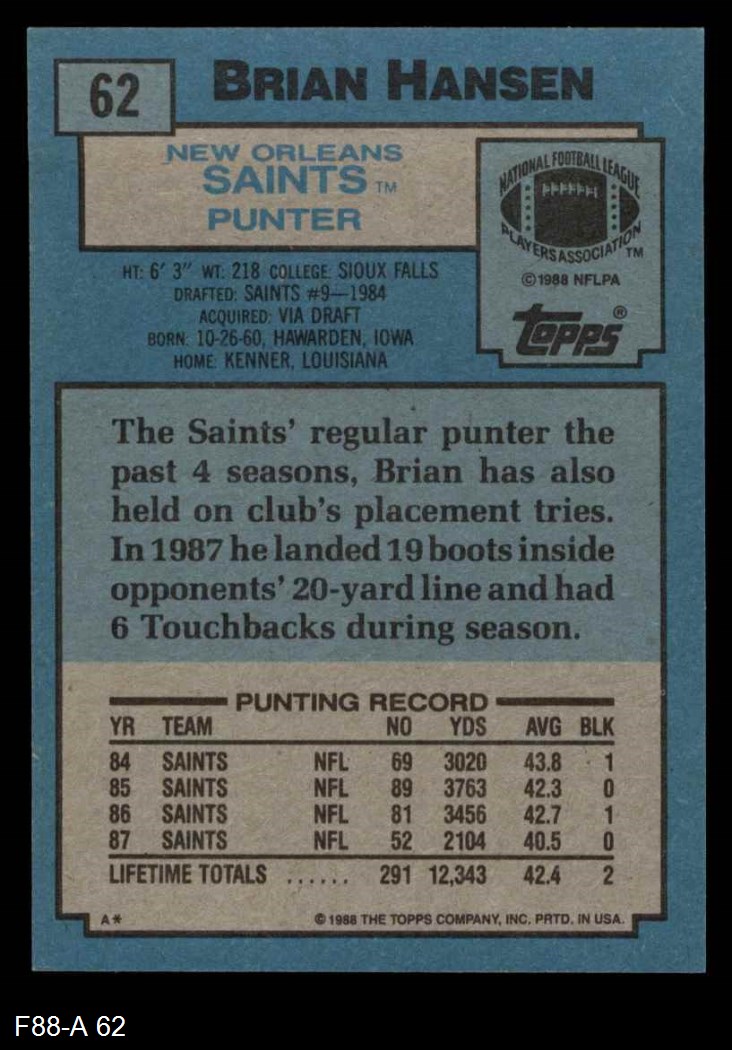 62
BRIAN HANSEN
NEW ORLEANS
SAINTS TM
PUNTER
NATIONAL FOOTBALL LEAGUE
PLAYERS ASSOCIATION TM
©1988 NFLPA
topps®
HT: 6' 3" WT: 218 COLLEGE: SIOUX FALLS
DRAFTED: SAINTS #9—1984
ACQUIRED: VIA DRAFT
BORN: 10-26-60, HAWARDEN, IOWA
HOME: KENNER, LOUISIANA
The Saints' regular punter the
past 4 seasons, Brian has also
held on club's placement tries.
In 1987 he landed 19 boots inside
opponents' 20-yard line and had
6 Touchbacks during season.
PUNTING RECORD
YR TEAM NO YDS AVG BLK
84 SAINTS NFL 69 3020 43.8 1
85 SAINTS NFL 89 3763 42.3 0
86 SAINTS NFL 81 3456 42.7 1
87 SAINTS NFL 52 2104 40.5 0
LIFETIME TOTALS ...... 291 12,343 42.4 2
A* ©1988 THE TOPPS COMPANY, INC. PRTD. IN USA.
F88-A 62